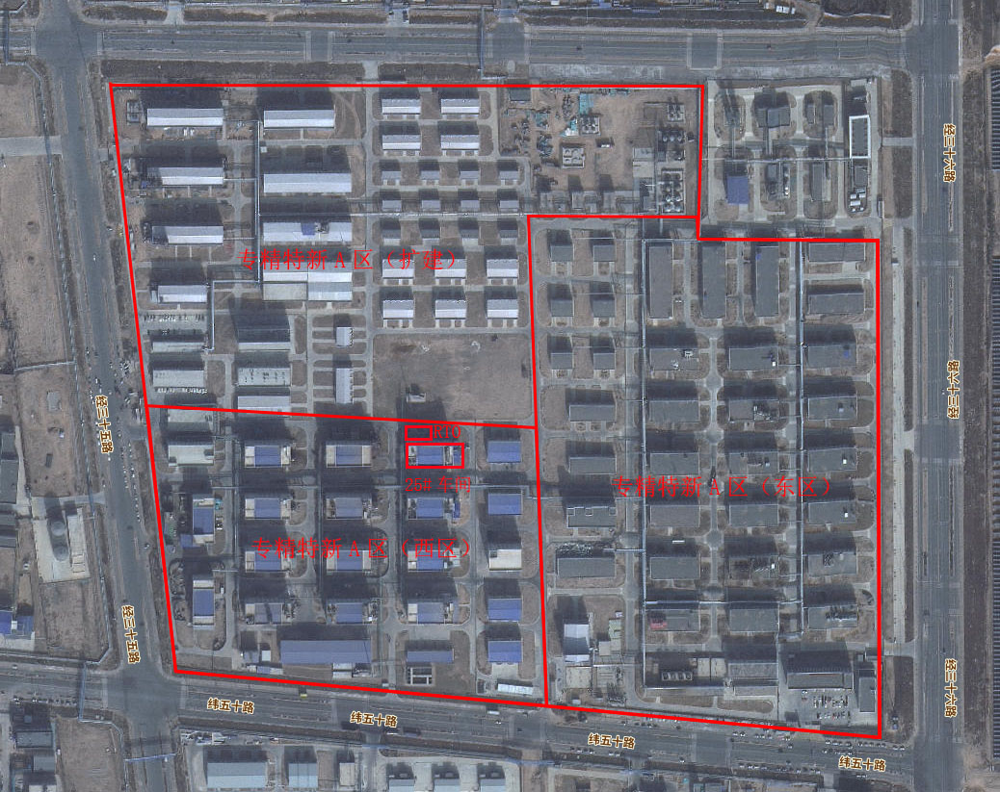 经三十六路
专精特新A区（扩建）
经三十五路
经三十六路
RTO
26#车间
专精特新A区（东区）
专精特新A区（西区）
经三十五路
经三十六路
纬五十路
纬五十路
纬五十路
纬五十路